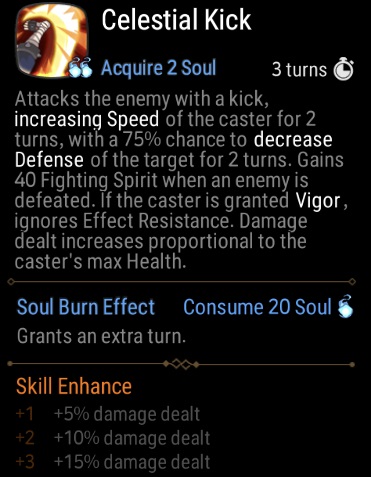 Celestial Kick
Acquire 2 Soul 3 turns
Attacks the enemy with a kick,
increasing Speed of the caster for 2
turns, with a 75% chance to decrease
Defense of the target for 2 turns. Gains
40 Fighting Spirit when an enemy is
defeated. If the caster is granted Vigor,
ignores Effect Resistance. Damage
dealt increases proportional to the
caster's max Health.
Soul Burn Effect Consume 20 Soul
Grants an extra turn.
Skill Enhance
+1 +5% damage dealt
+2 +10% damage dealt
+3 +15% damage dealt